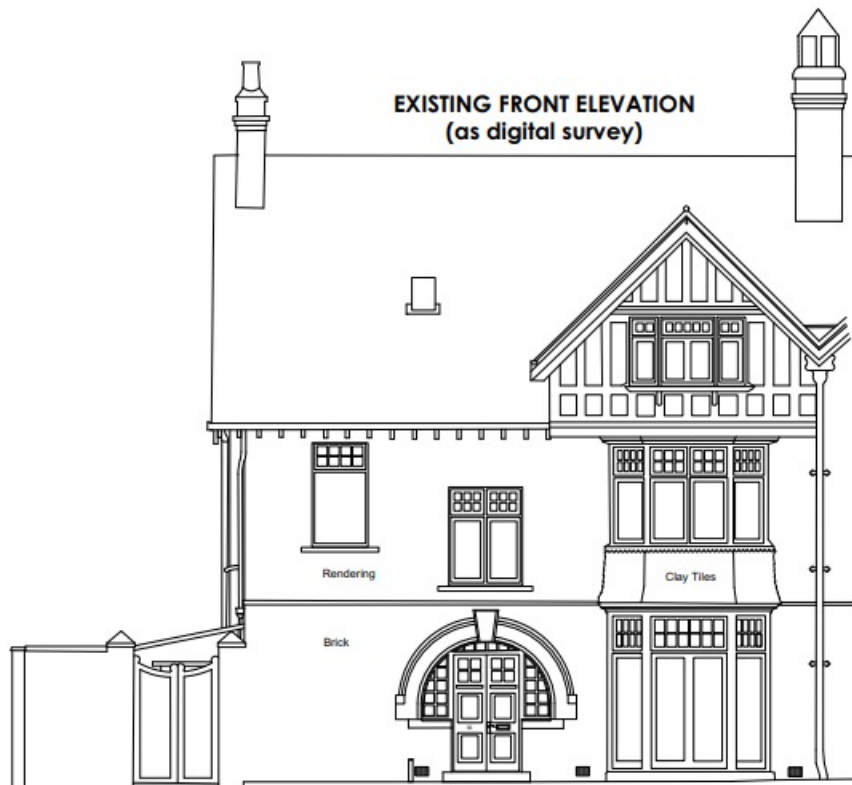 EXISTING FRONT ELEVATION
(as digital survey)
Rendering
Clay Tiles
Brick